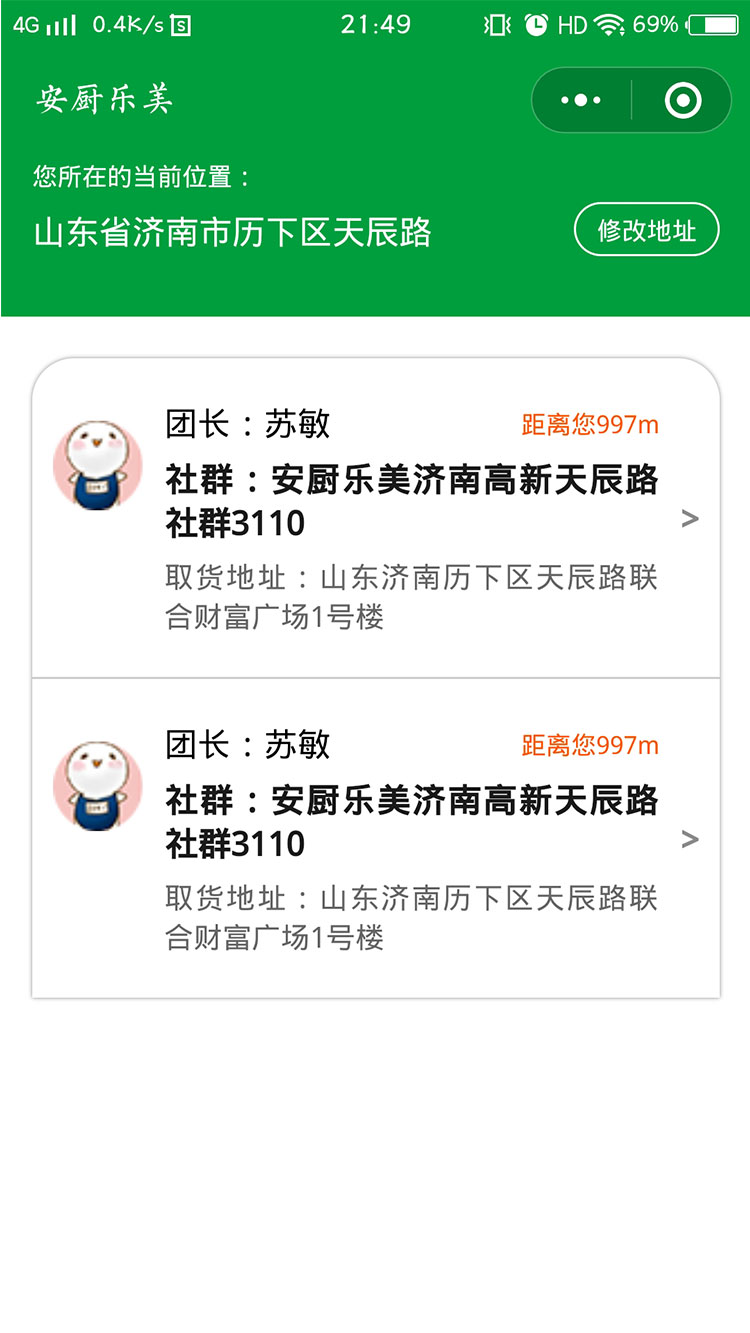 4G 0.4K/s S 21:49 HD 69%
安厨乐美
您所在的当前位置：
山东省济南市历下区天辰路 修改地址
团长：苏敏 距离您997m
社群：安厨乐美济南高新天辰路
社群3110
>
取货地址：山东济南历下区天辰路联
合财富广场1号楼
团长：苏敏 距离您997m
社群：安厨乐美济南高新天辰路
社群3110
>
取货地址：山东济南历下区天辰路联
合财富广场1号楼